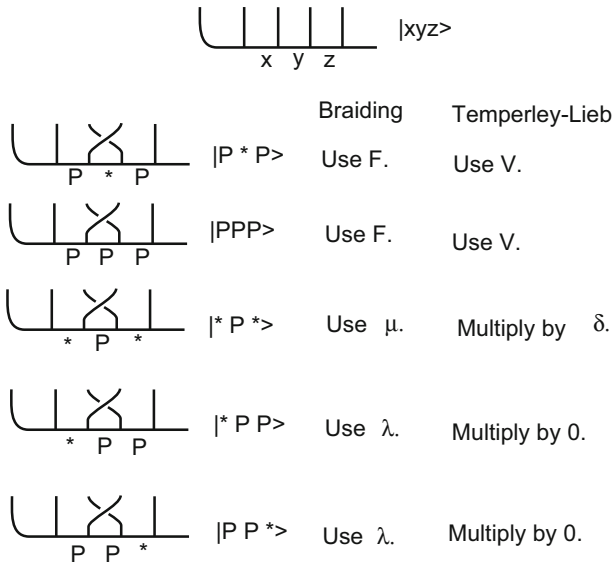 |xyz>
x y z
Braiding Temperley-Lieb
|P * P> Use F. Use V.
P * P
|PPP> Use F. Use V.
P P P
|* P *> Use μ. Multiply by δ.
* P *
|* P P> Use λ. Multiply by 0.
* P P
|P P *> Use λ. Multiply by 0.
P P *